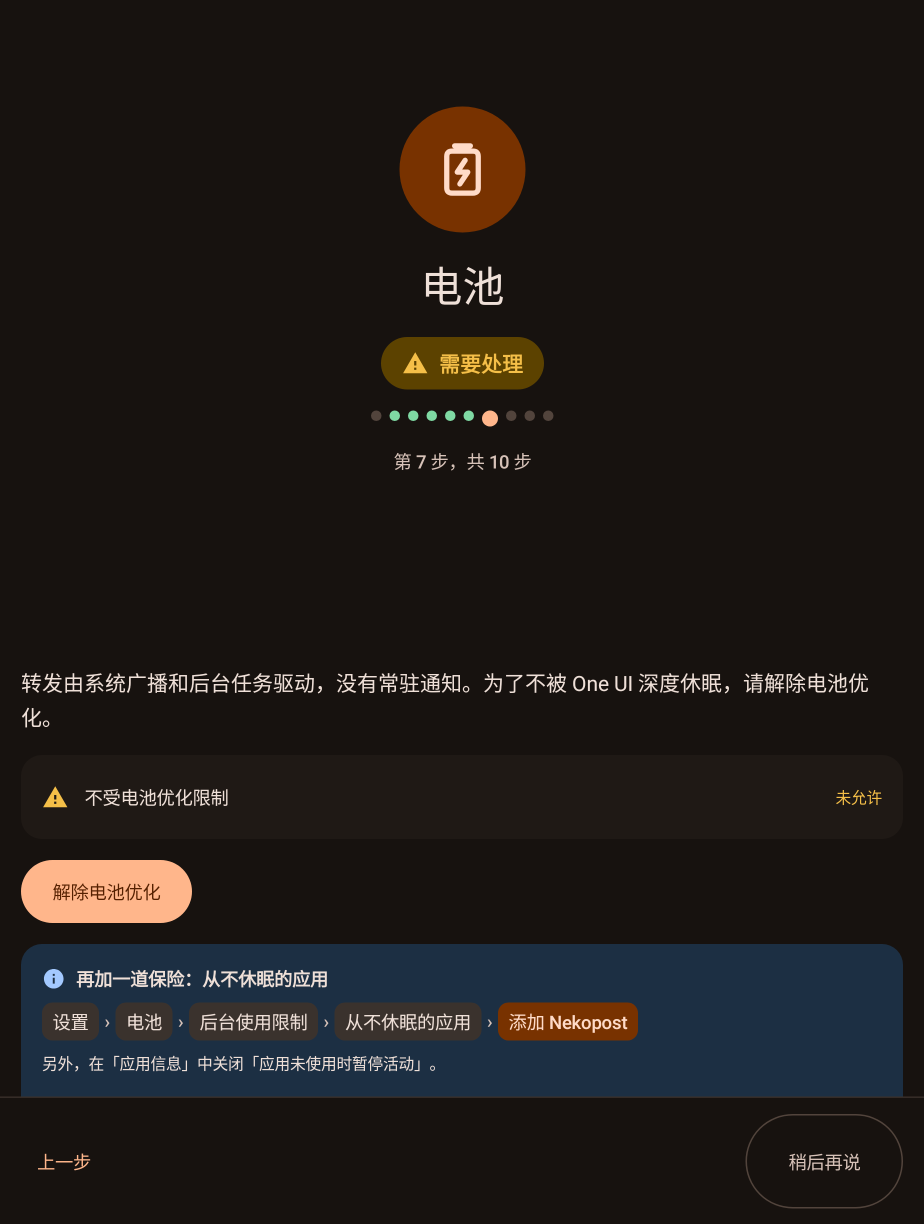 电池
需要处理
第 7 步，共 10 步
转发由系统广播和后台任务驱动，没有常驻通知。为了不被 One UI 深度休眠，请解除电池优
化。
不受电池优化限制 未允许
解除电池优化
再加一道保险：从不休眠的应用
设置 › 电池 › 后台使用限制 › 从不休眠的应用 › 添加 Nekopost
另外，在「应用信息」中关闭「应用未使用时暂停活动」。
上一步 稍后再说